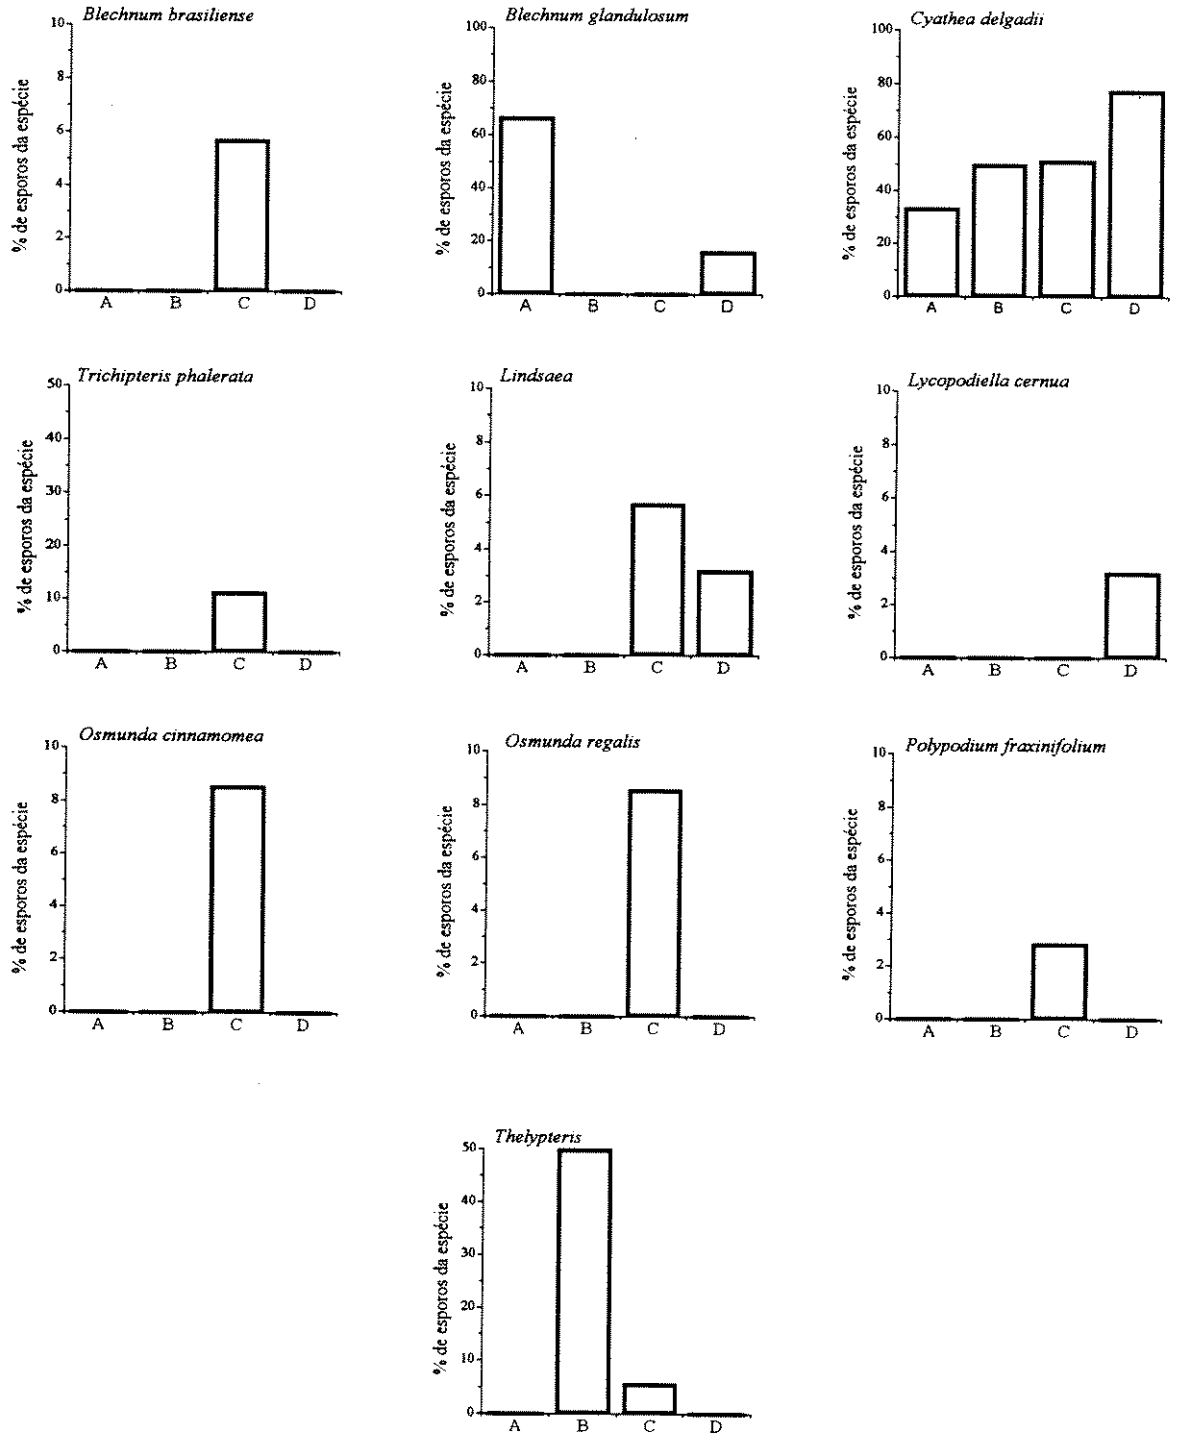 Blechnum brasiliense
% de esporos da espécie
10
8
6
4
2
0
A B C D
Blechnum glandulosum
% de esporos da espécie
100
80
60
40
20
0
A B C D
Cyathea delgadii
% de esporos da espécie
100
80
60
40
20
0
A B C D
Trichipteris phalerata
% de esporos da espécie
50
40
30
20
10
0
A B C D
Lindsaea
% de esporos da espécie
10
8
6
4
2
0
A B C D
Lycopodiella cernua
% de esporos da espécie
10
8
6
4
2
0
A B C D
Osmunda cinnamomea
% de esporos da espécie
10
8
6
4
2
0
A B C D
Osmunda regalis
% de esporos da espécie
10
8
6
4
2
0
A B C D
Polypodium fraxinifolium
% de esporos da espécie
10
8
6
4
2
0
A B C D
Thelypteris
% de esporos da espécie
50
40
30
20
10
0
A B C D